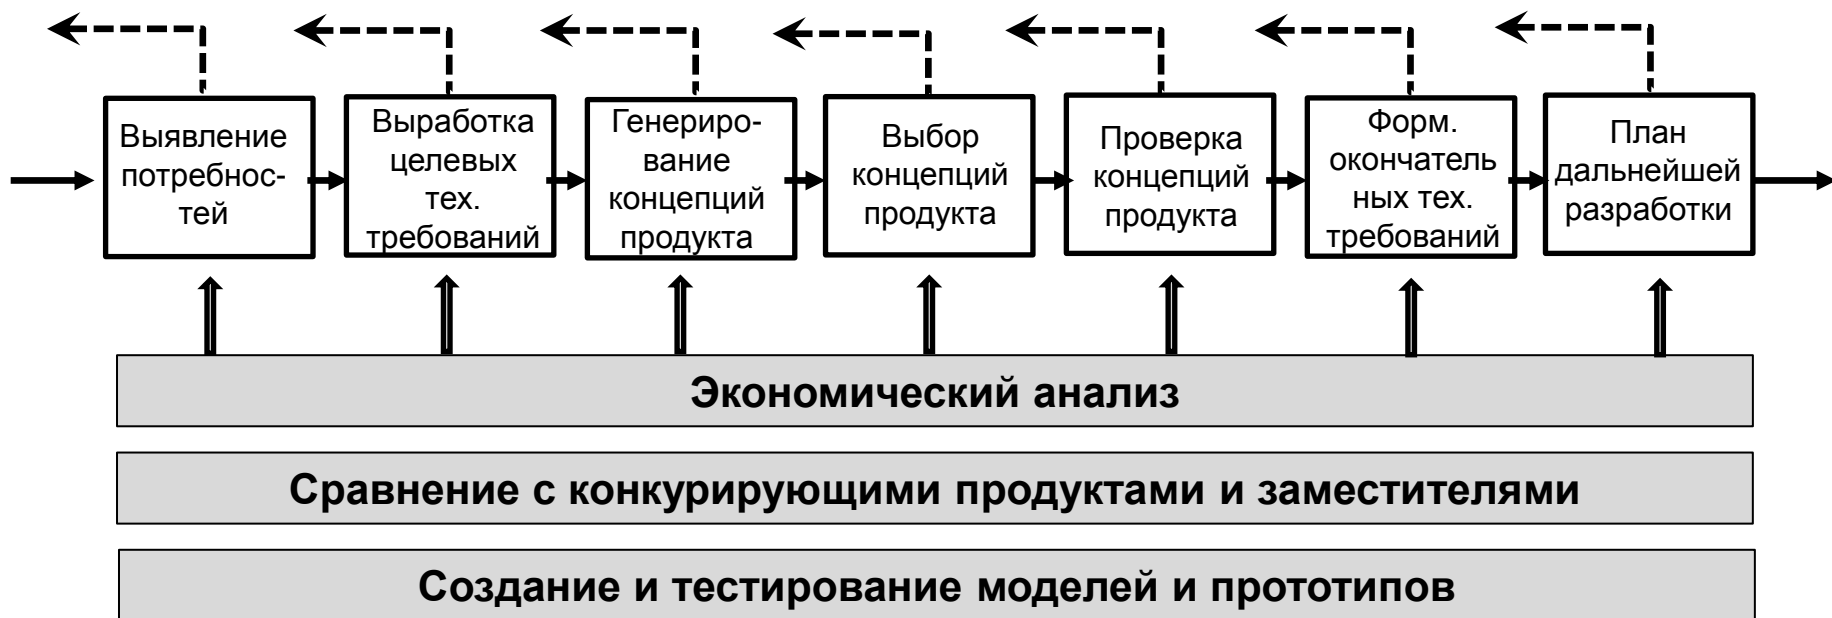 Выявление
потребнос-
тей
Выработка
целевых
тех.
требований
Генериро-
вание
концепций
продукта
Выбор
концепций
продукта
Проверка
концепций
продукта
Форм.
окончатель
ных тех.
требований
План
дальнейшей
разработки
Экономический анализ
Сравнение с конкурирующими продуктами и заместителями
Создание и тестирование моделей и прототипов